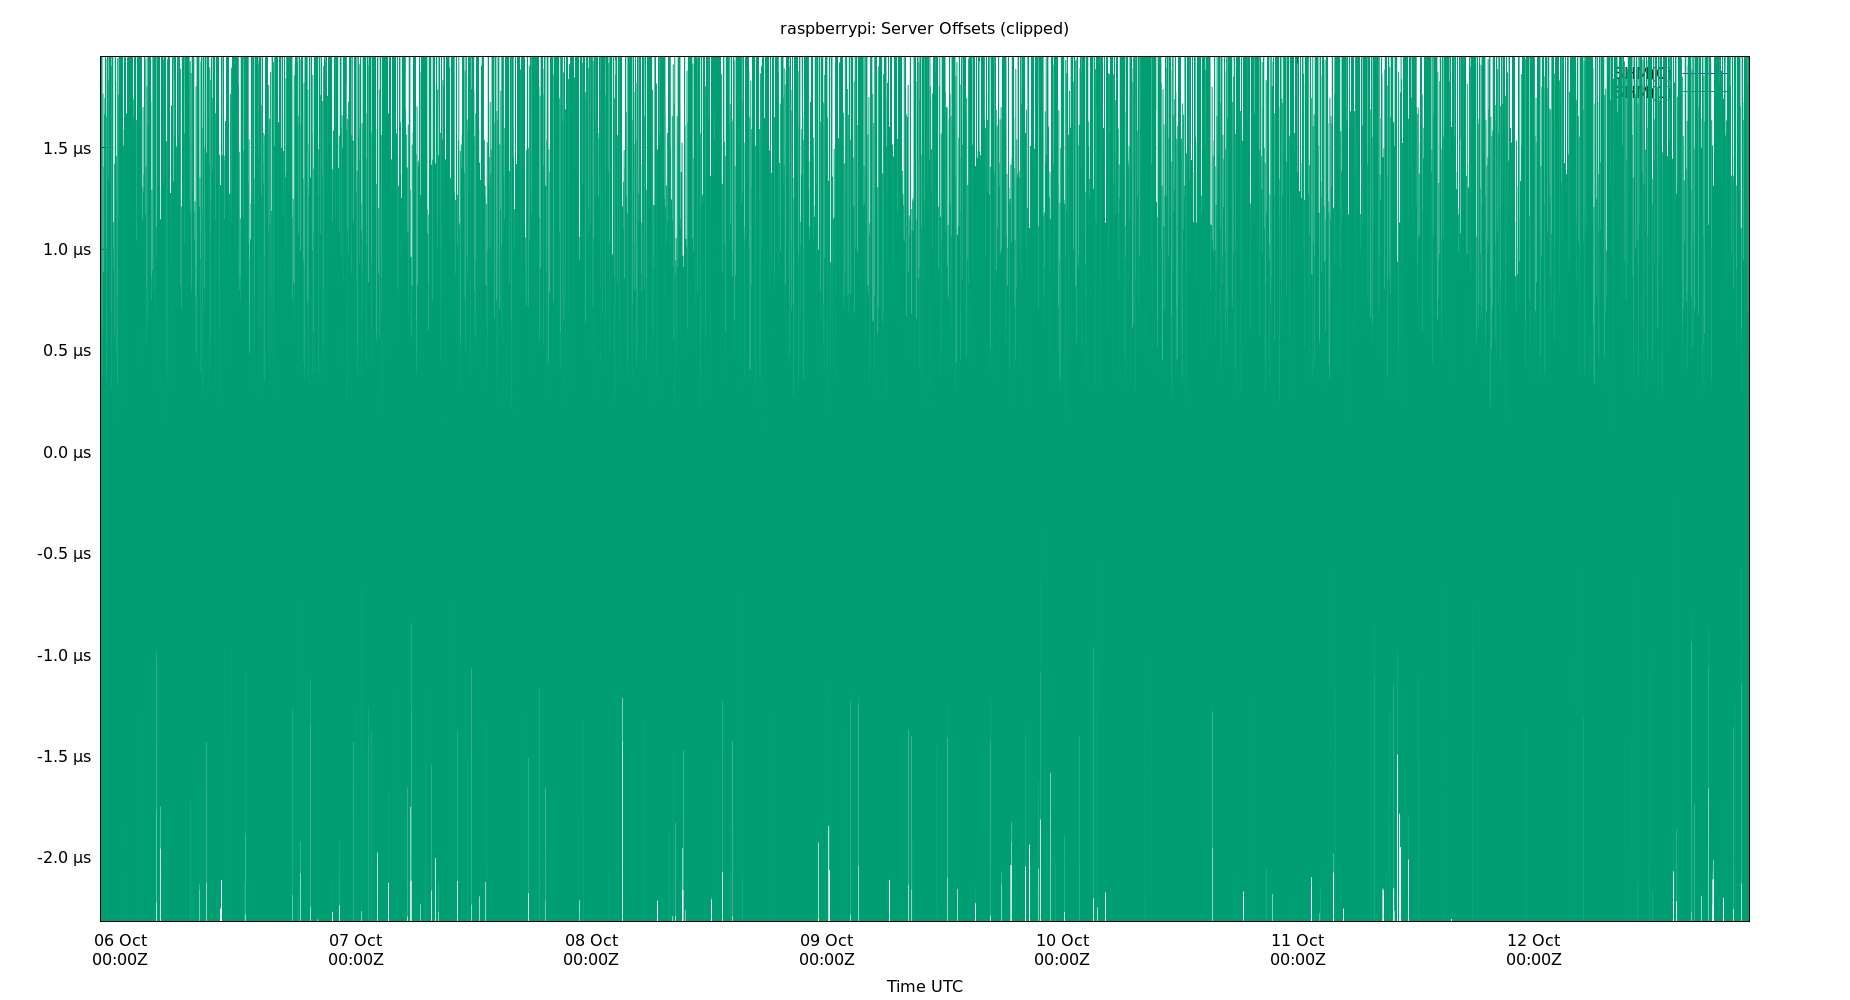 raspberrypi: Server Offsets (clipped)
1.5 µs
1.0 µs
0.5 µs
0.0 µs
-0.5 µs
-1.0 µs
-1.5 µs
-2.0 µs
06 Oct 07 Oct 08 Oct 09 Oct 10 Oct 11 Oct 12 Oct
00:00Z 00:00Z 00:00Z 00:00Z 00:00Z 00:00Z 00:00Z
Time UTC